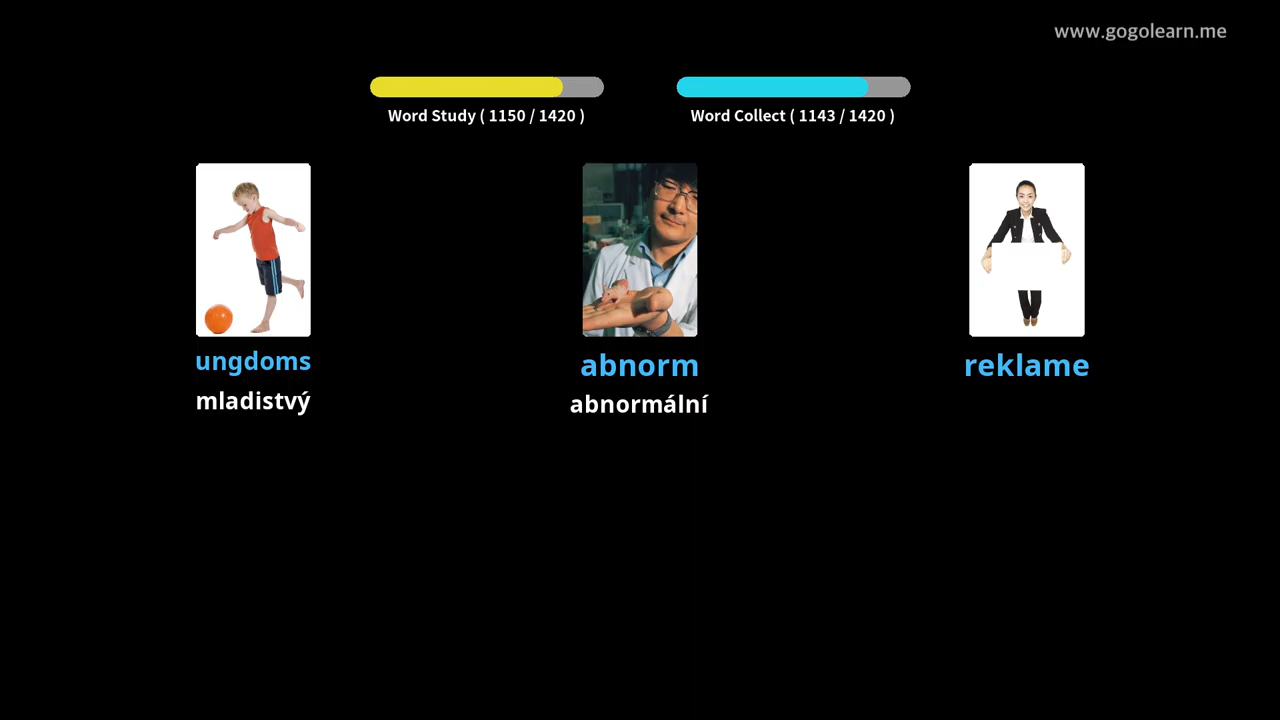 www.gogolearn.me
Word Study ( 1150 / 1420 )
Word Collect ( 1143 / 1420 )
ungdoms
abnorm
reklame
mladistvý
abnormální